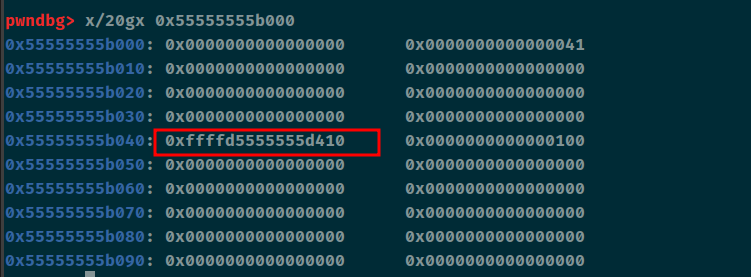 pwndbg> x/20gx 0x55555555b000
0x55555555b000: 0x0000000000000000 0x0000000000000041
0x55555555b010: 0x0000000000000000 0x0000000000000000
0x55555555b020: 0x0000000000000000 0x0000000000000000
0x55555555b030: 0x0000000000000000 0x0000000000000000
0x55555555b040: 0xffffd5555555d410 0x0000000000000100
0x55555555b050: 0x0000000000000000 0x0000000000000000
0x55555555b060: 0x0000000000000000 0x0000000000000000
0x55555555b070: 0x0000000000000000 0x0000000000000000
0x55555555b080: 0x0000000000000000 0x0000000000000000
0x55555555b090: 0x0000000000000000 0x0000000000000000